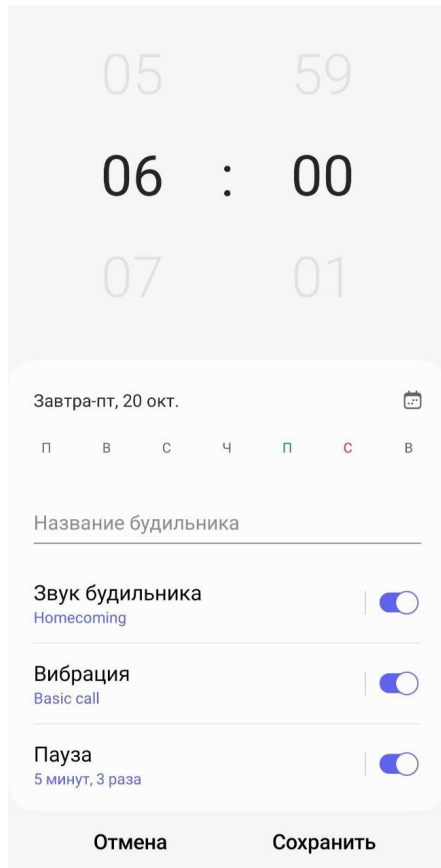 05 59
06 : 00
07 01
Завтра-пт, 20 окт.
П В С Ч П С В
Название будильника
Звук будильника
Homecoming
Вибрация
Basic call
Пауза
5 минут, 3 раза
Отмена Сохранить